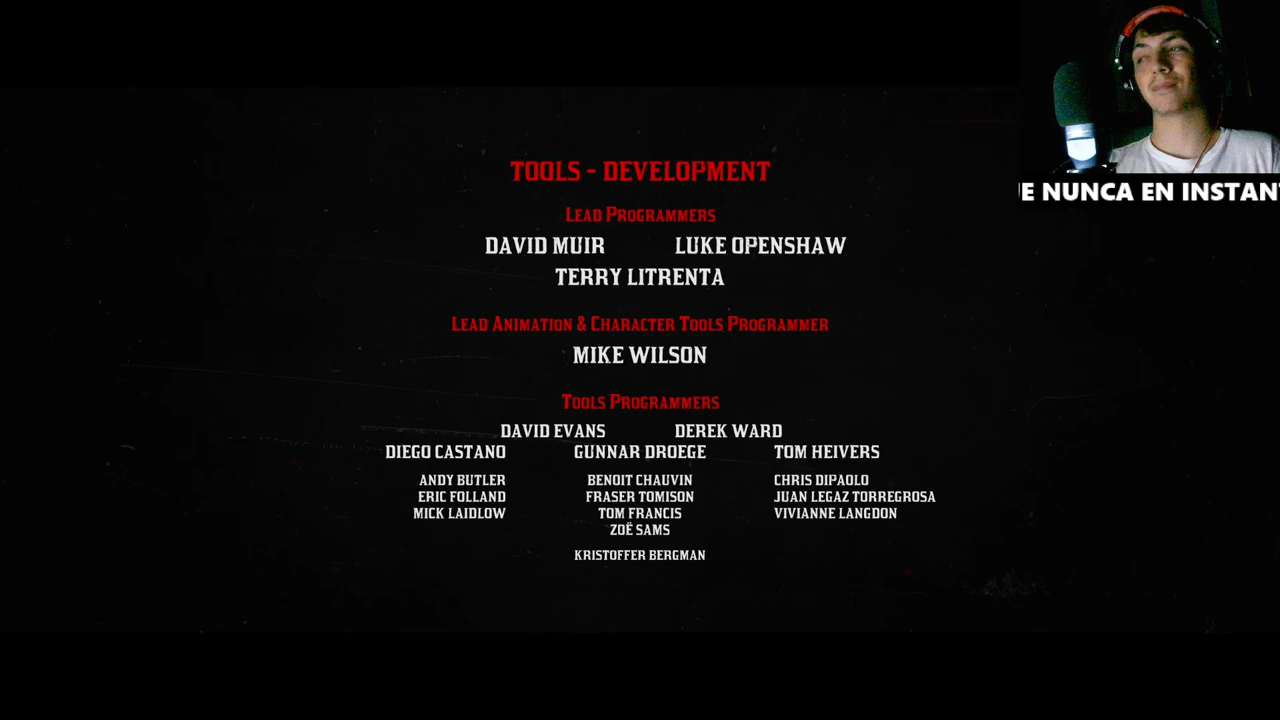 TOOLS - DEVELOPMENT
LEAD PROGRAMMERS
DAVID MUIR LUKE OPENSHAW
TERRY LITRENTA
LEAD ANIMATION & CHARACTER TOOLS PROGRAMMER
MIKE WILSON
TOOLS PROGRAMMERS
DAVID EVANS DEREK WARD
DIEGO CASTANO GUNNAR DROEGE TOM HEIVERS
ANDY BUTLER BENOIT CHAUVIN CHRIS DIPAOLO
ERIC FOLLAND FRASER TOMISON JUAN LEGAZ TORREGROSA
MICK LAIDLOW TOM FRANCIS VIVIANNE LANGDON
ZOË SAMS
KRISTOFFER BERGMAN
NUNCA EN